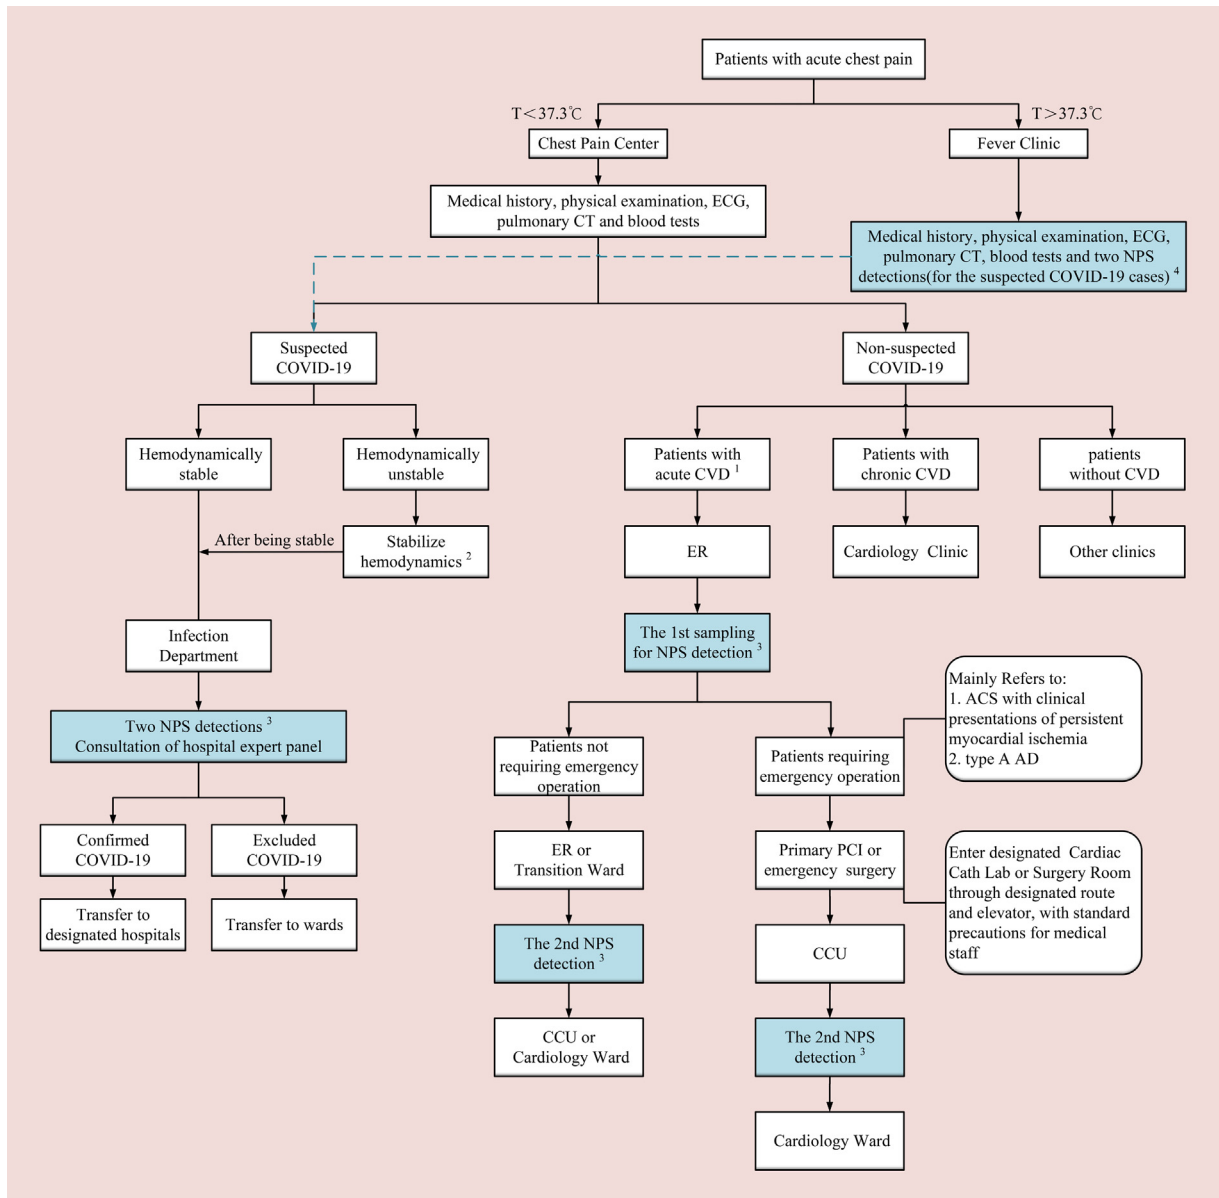 Patients with acute chest pain
T＜37.3℃
T＞37.3℃
Chest Pain Center
Fever Clinic
Medical history, physical examination, ECG,
pulmonary CT and blood tests
Medical history, physical examination, ECG,
pulmonary CT, blood tests and two NPS
detections(for the suspected COVID-19 cases) 4
Suspected
COVID-19
Non-suspected
COVID-19
Hemodynamically
stable
Hemodynamically
unstable
Patients with
acute CVD 1
Patients with
chronic CVD
patients
without CVD
After being stable
Stabilize
hemodynamics 2
ER
Cardiology Clinic
Other clinics
Infection
Department
The 1st sampling
for NPS detection 3
Two NPS detections 3
Consultation of hospital expert panel
Patients not
requiring emergency
operation
Patients requiring
emergency operation
Mainly Refers to:
1. ACS with clinical
presentations of persistent
myocardial ischemia
2. type A AD
Confirmed
COVID-19
Excluded
COVID-19
ER or
Transition Ward
Primary PCI or
emergency surgery
Enter designated Cardiac
Cath Lab or Surgery Room
through designated route
and elevator, with standard
precautions for medical
staff
Transfer to
designated hospitals
Transfer to wards
The 2nd NPS
detection 3
CCU
CCU or
Cardiology Ward
The 2nd NPS
detection 3
Cardiology Ward